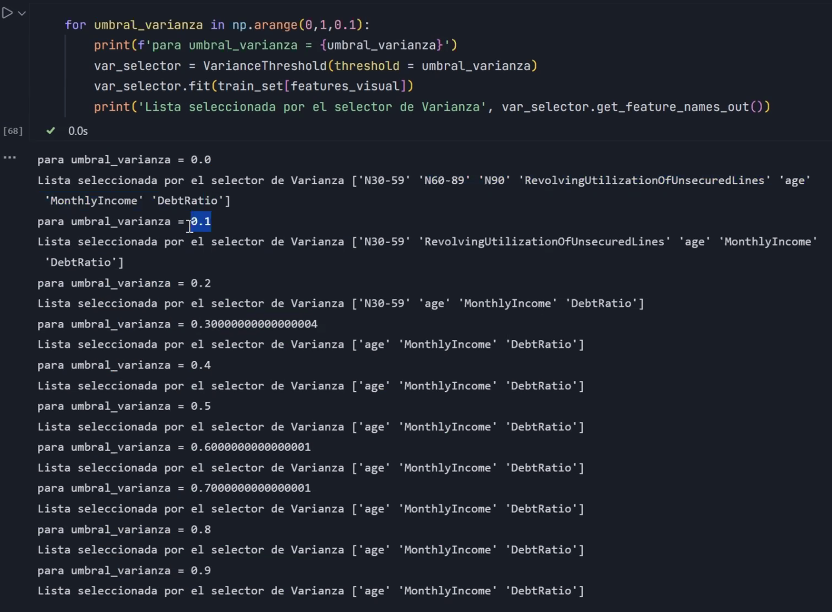 for umbral_varianza in np.arange(0,1,0.1):
print(f'para umbral_varianza = {umbral_varianza}')
var_selector = VarianceThreshold(threshold = umbral_varianza)
var_selector.fit(train_set[features_visual])
print('Lista seleccionada por el selector de Varianza', var_selector.get_feature_names_out())
[68] 0.0s
para umbral_varianza = 0.0
Lista seleccionada por el selector de Varianza ['N30-59' 'N60-89' 'N90' 'RevolvingUtilizationOfUnsecuredLines' 'age'
'MonthlyIncome' 'DebtRatio']
para umbral_varianza = 0.1
Lista seleccionada por el selector de Varianza ['N30-59' 'RevolvingUtilizationOfUnsecuredLines' 'age' 'MonthlyIncome'
'DebtRatio']
para umbral_varianza = 0.2
Lista seleccionada por el selector de Varianza ['N30-59' 'age' 'MonthlyIncome' 'DebtRatio']
para umbral_varianza = 0.30000000000000004
Lista seleccionada por el selector de Varianza ['age' 'MonthlyIncome' 'DebtRatio']
para umbral_varianza = 0.4
Lista seleccionada por el selector de Varianza ['age' 'MonthlyIncome' 'DebtRatio']
para umbral_varianza = 0.5
Lista seleccionada por el selector de Varianza ['age' 'MonthlyIncome' 'DebtRatio']
para umbral_varianza = 0.6000000000000001
Lista seleccionada por el selector de Varianza ['age' 'MonthlyIncome' 'DebtRatio']
para umbral_varianza = 0.7000000000000001
Lista seleccionada por el selector de Varianza ['age' 'MonthlyIncome' 'DebtRatio']
para umbral_varianza = 0.8
Lista seleccionada por el selector de Varianza ['age' 'MonthlyIncome' 'DebtRatio']
para umbral_varianza = 0.9
Lista seleccionada por el selector de Varianza ['age' 'MonthlyIncome' 'DebtRatio']